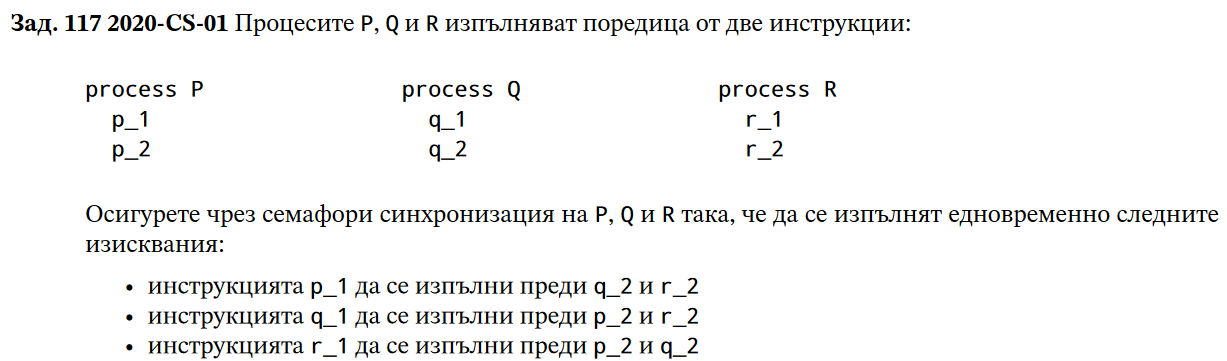 Зад. 117 2020-CS-01 Процесите P, Q и R изпълняват поредица от две инструкции:
process P process Q process R
p_1 q_1 r_1
p_2 q_2 r_2
Осигурете чрез семафори синхронизация на P, Q и R така, че да се изпълнят едновременно следните
изисквания:
• инструкцията p_1 да се изпълни преди q_2 и r_2
• инструкцията q_1 да се изпълни преди p_2 и r_2
• инструкцията r_1 да се изпълни преди p_2 и q_2